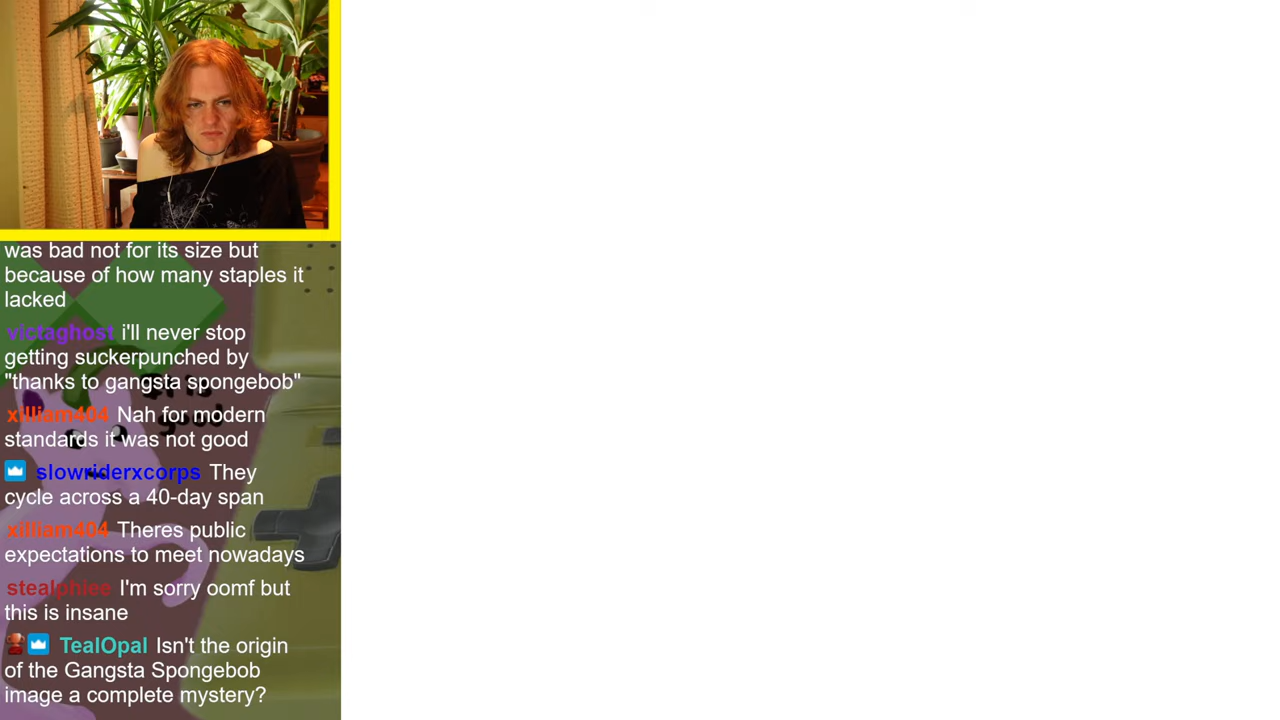 was bad not for its size but
because of how many staples it
lacked
victaghost i'll never stop
getting suckerpunched by
"thanks to gangsta spongebob"
xilliam404 Nah for modern
standards it was not good
slowriderxcorps They
cycle across a 40-day span
xilliam404 Theres public
expectations to meet nowadays
stealphiee I'm sorry oomf but
this is insane
TealOpal Isn't the origin
of the Gangsta Spongebob
image a complete mystery?
good